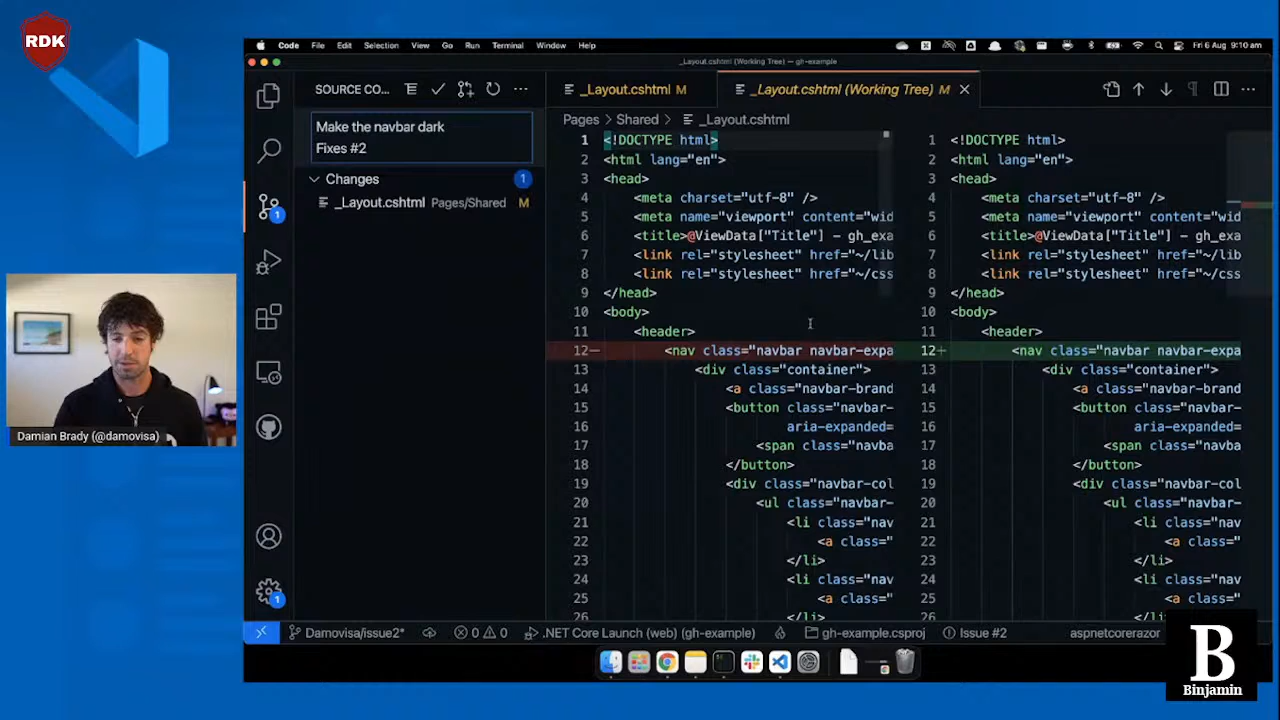 RDK
Code File Edit Selection View Go Run Terminal Window Help
Fri 6 Aug 9:10 am
_Layout.cshtml (Working Tree) — gh-example
SOURCE CO...
Make the navbar dark
Fixes #2
Changes 1
_Layout.cshtml Pages/Shared M
1
1
_Layout.cshtml M
_Layout.cshtml (Working Tree) M
Pages > Shared > _Layout.cshtml
1 <!DOCTYPE html>
2 <html lang="en">
3 <head>
4 <meta charset="utf-8" />
5 <meta name="viewport" content="wid
6 <title>@ViewData["Title"] - gh_exa
7 <link rel="stylesheet" href="~/lib
8 <link rel="stylesheet" href="~/css
9 </head>
10 <body>
11 <header>
12— <nav class="navbar navbar-expa
13 <div class="container">
14 <a class="navbar-brand
15 <button class="navbar-
16 aria-expanded=
17 <span class="navba
18 </button>
19 <div class="navbar-col
20 <ul class="navbar-
21 <li class="nav
22 <a class="
23 </li>
24 <li class="nav
25 <a class="
26 </li>
1 <!DOCTYPE html>
2 <html lang="en">
3 <head>
4 <meta charset="utf-8" />
5 <meta name="viewport" content="wid
6 <title>@ViewData["Title"] - gh_exa
7 <link rel="stylesheet" href="~/lib
8 <link rel="stylesheet" href="~/css
9 </head>
10 <body>
11 <header>
12+ <nav class="navbar navbar-expa
13 <div class="container">
14 <a class="navbar-brand
15 <button class="navbar-
16 aria-expanded=
17 <span class="navba
18 </button>
19 <div class="navbar-col
20 <ul class="navbar-
21 <li class="nav
22 <a class="
23 </li>
24 <li class="nav
25 <a class="
26 </li>
Damian Brady (@damovisa)
Damovisa/issue2* 0 0 .NET Core Launch (web) (gh-example) gh-example.csproj Issue #2 aspnetcorerazor
B
Binjamin